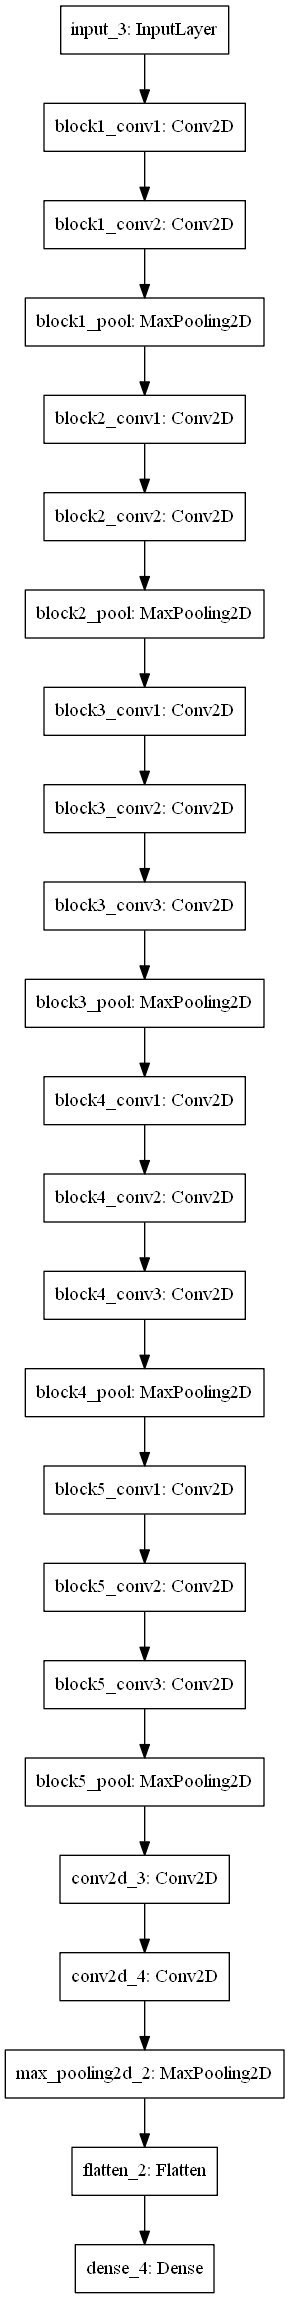 input_3: InputLayer
block1_conv1: Conv2D
block1_conv2: Conv2D
block1_pool: MaxPooling2D
block2_conv1: Conv2D
block2_conv2: Conv2D
block2_pool: MaxPooling2D
block3_conv1: Conv2D
block3_conv2: Conv2D
block3_conv3: Conv2D
block3_pool: MaxPooling2D
block4_conv1: Conv2D
block4_conv2: Conv2D
block4_conv3: Conv2D
block4_pool: MaxPooling2D
block5_conv1: Conv2D
block5_conv2: Conv2D
block5_conv3: Conv2D
block5_pool: MaxPooling2D
conv2d_3: Conv2D
conv2d_4: Conv2D
max_pooling2d_2: MaxPooling2D
flatten_2: Flatten
dense_4: Dense